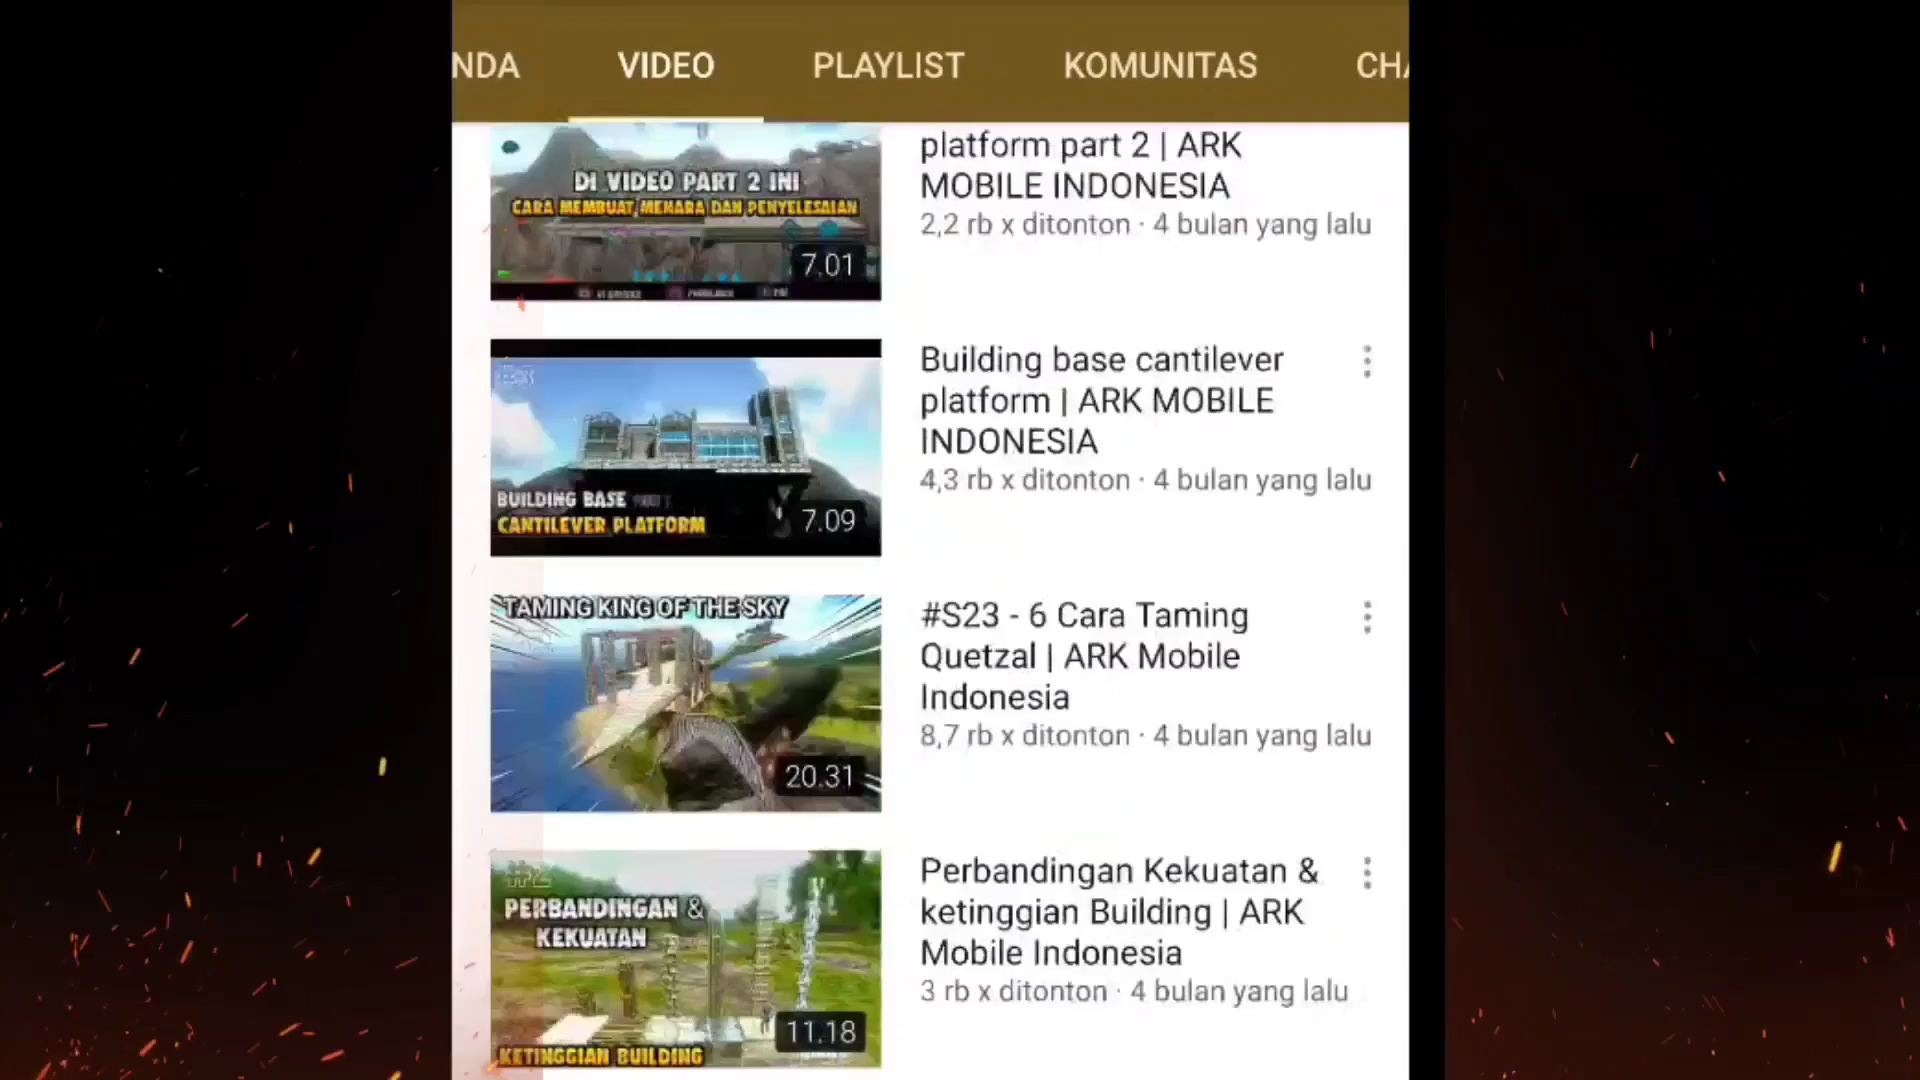 NDA VIDEO PLAYLIST KOMUNITAS CHA
DI VIDEO PART 2 INI
CARA MEMBUAT MENARA DAN PENYELESAIAN
7.01
platform part 2 | ARK
MOBILE INDONESIA
2,2 rb x ditonton · 4 bulan yang lalu
BUILDING BASE
CANTILEVER PLATFORM
7.09
Building base cantilever
platform | ARK MOBILE
INDONESIA
4,3 rb x ditonton · 4 bulan yang lalu
TAMING KING OF THE SKY
20.31
#S23 - 6 Cara Taming
Quetzal | ARK Mobile
Indonesia
8,7 rb x ditonton · 4 bulan yang lalu
#2
PERBANDINGAN &
KEKUATAN
11.18
KETINGGIAN BUILDING
Perbandingan Kekuatan &
ketinggian Building | ARK
Mobile Indonesia
3 rb x ditonton · 4 bulan yang lalu